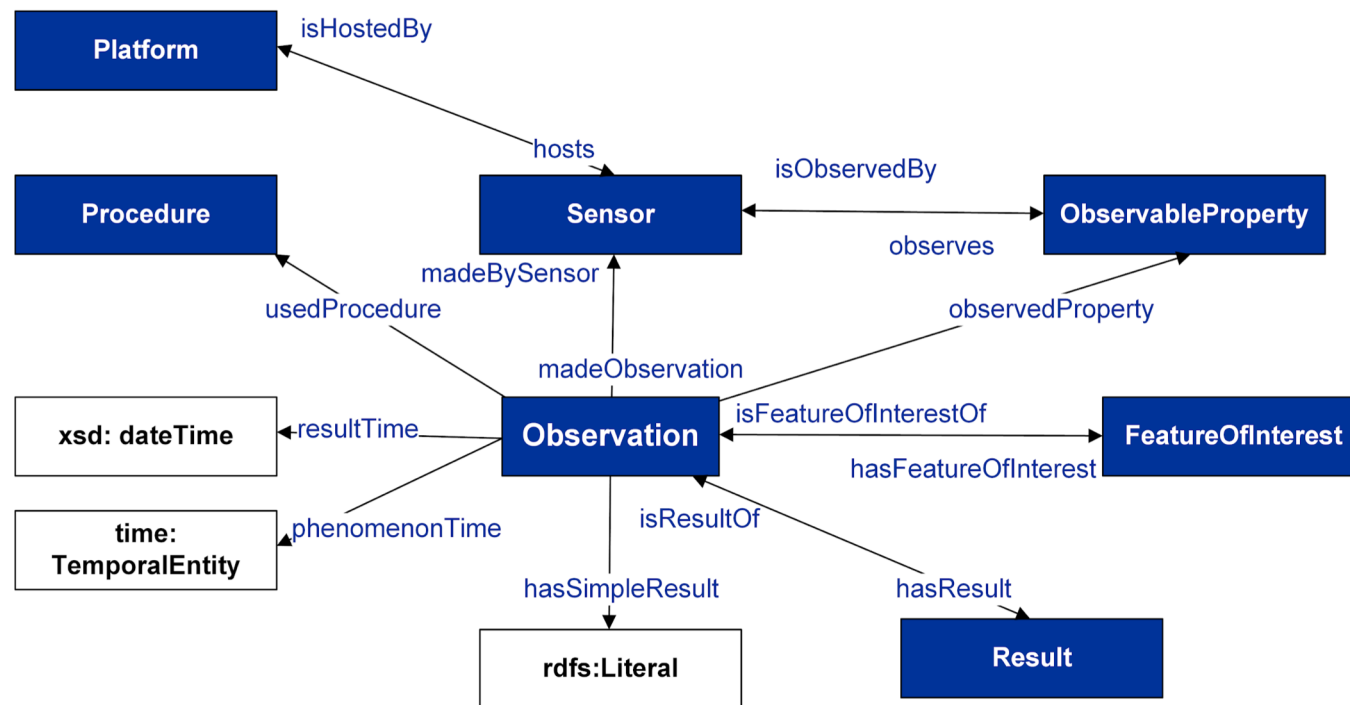 isHostedBy
Platform
hosts
isObservedBy
Procedure
Sensor
ObservableProperty
observes
madeBySensor
usedProcedure
observedProperty
madeObservation
isFeatureOfInterestOf
xsd: dateTime
resultTime
Observation
FeatureOfInterest
hasFeatureOfInterest
isResultOf
phenomenonTime
time:
TemporalEntity
hasSimpleResult
hasResult
rdfs:Literal
Result